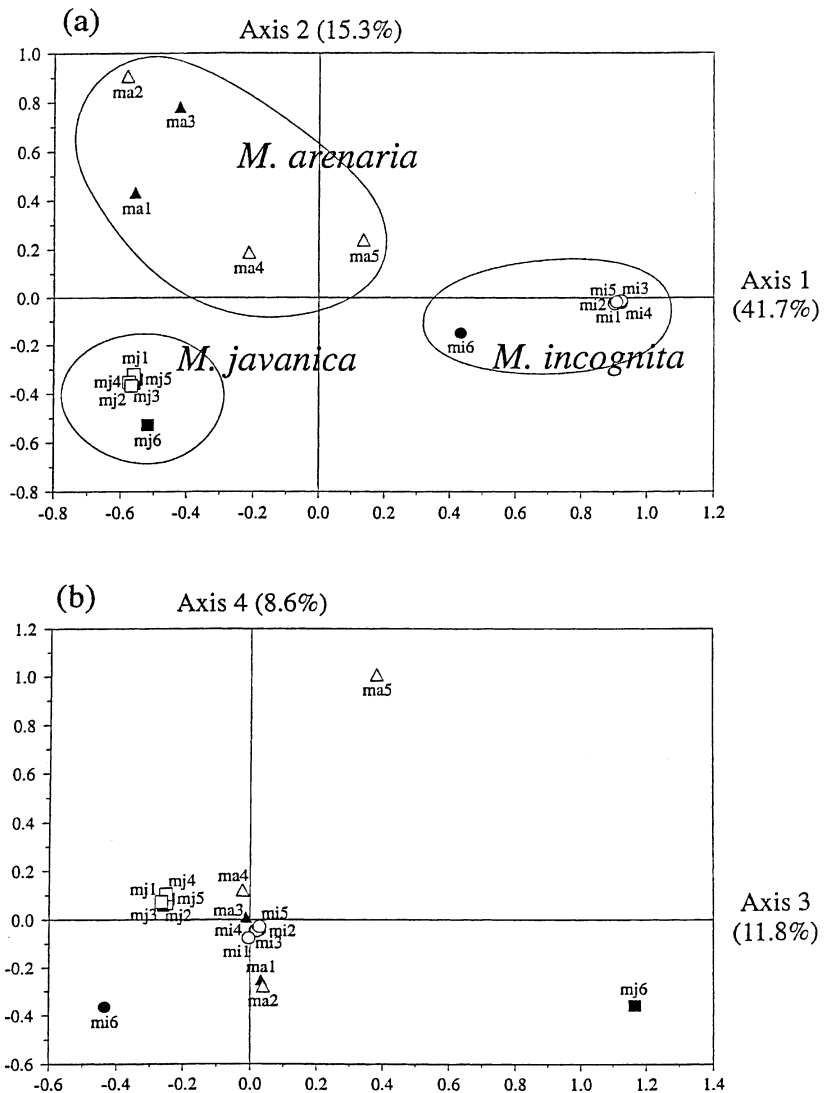 (a)
Axis 2 (15.3%)
1.0
0.8
0.6
0.4
0.2
0.0
-0.2
-0.4
-0.6
-0.8
ma2
ma3
M. arenaria
ma1
ma4
ma5
mi5 mi3
mi2
mi1 mi4
Axis 1
(41.7%)
mi6
M. incognita
M. javanica
mj1
mj4 mj5
mj2 mj3
mj6
-0.8 -0.6 -0.4 -0.2 0.0 0.2 0.4 0.6 0.8 1.0 1.2
(b)
Axis 4 (8.6%)
1.2
1.0
0.8
0.6
0.4
0.2
0.0
-0.2
-0.4
-0.6
ma5
mj4
mj1
mj5
mj3 mj2
ma4
ma3
mi5
mi4 mi2
mi3
mi1
ma1
ma2
mi6
mj6
Axis 3
(11.8%)
-0.6 -0.4 -0.2 0.0 0.2 0.4 0.6 0.8 1.0 1.2 1.4